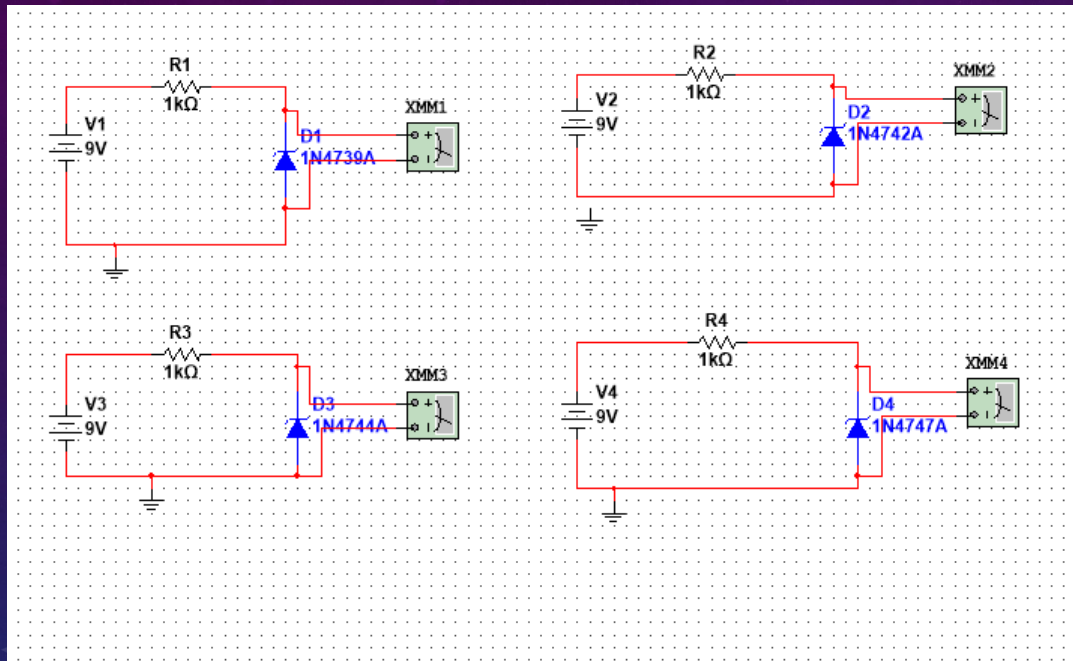 R1
1kΩ
V1
9V
XMM1
D1
1N4739A
R2
1kΩ
V2
9V
XMM2
D2
1N4742A
R3
1kΩ
V3
9V
XMM3
D3
1N4744A
R4
1kΩ
V4
9V
XMM4
D4
1N4747A